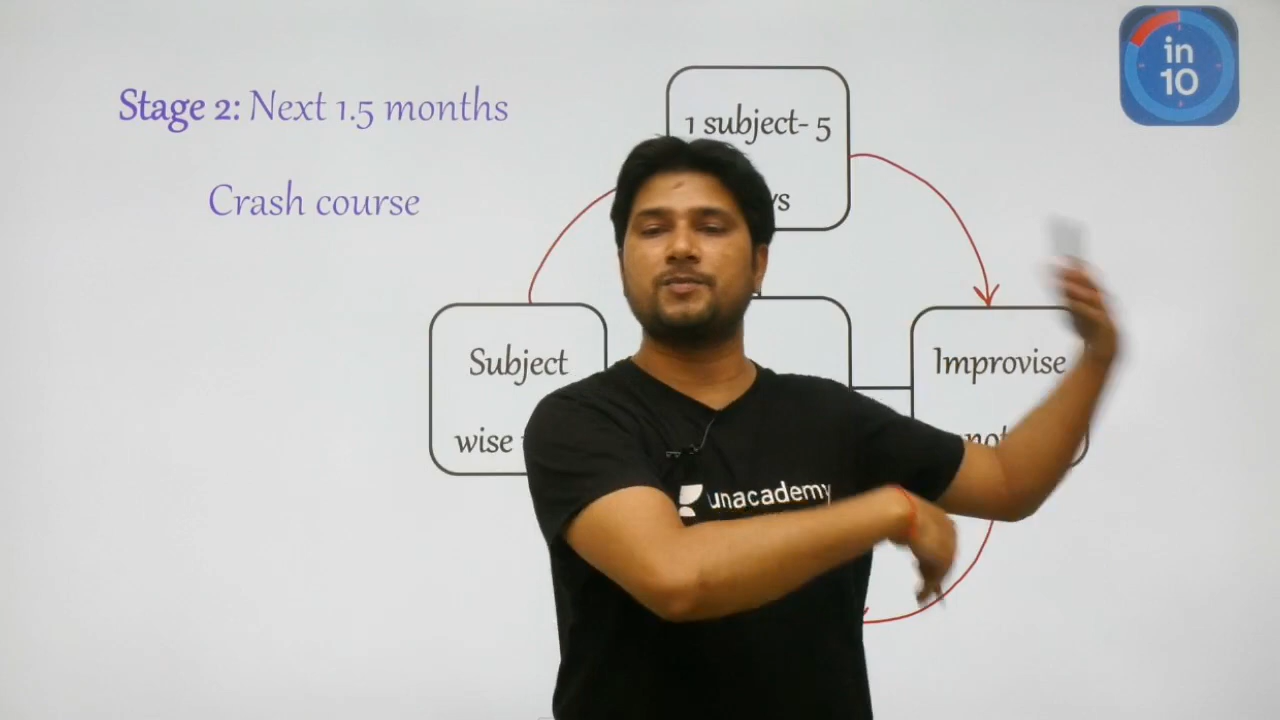 Stage 2: Next 1.5 months
Crash course
1 subject- 5
Subject
wise
Improvise
unacademy
in
10